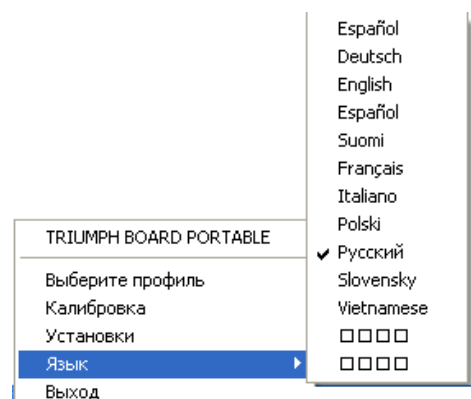 Español
Deutsch
English
Español
Suomi
Français
Italiano
Polski
Русский
Slovensky
Vietnamese
□□□□
□□□□
TRIUMPH BOARD PORTABLE
Выберите профиль
Калибровка
Установки
Язык
Выход